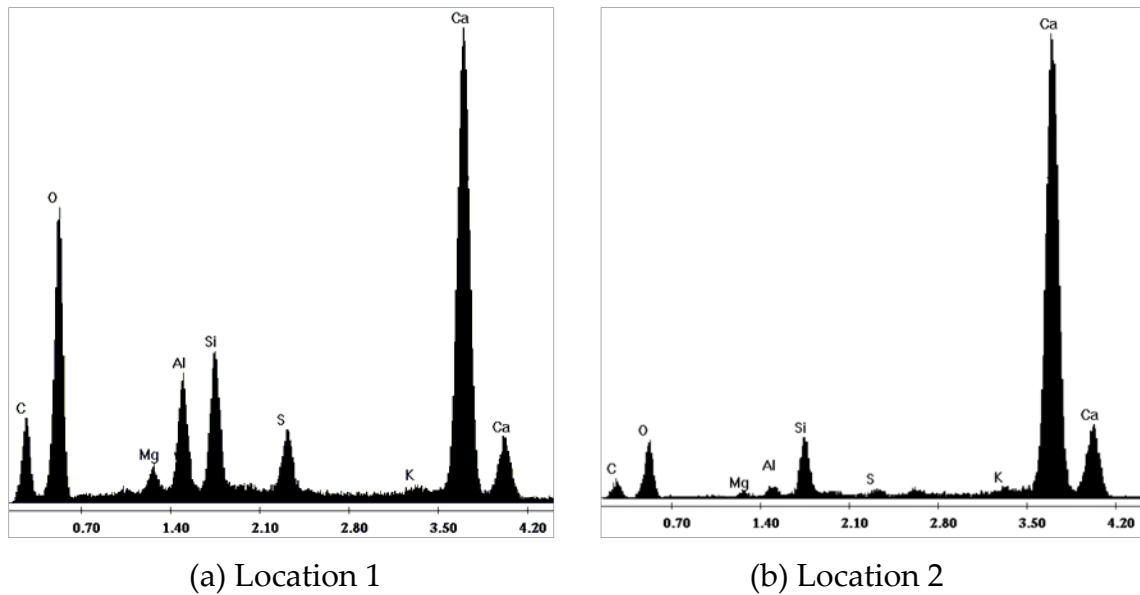 Ca
O
Si
Al
C
S
Ca
Mg
K
0.70 1.40 2.10 2.80 3.50 4.20
(a) Location 1
Ca
Ca
O
Si
C
Al
Mg
S
K
0.70 1.40 2.10 2.80 3.50 4.20
(b) Location 2